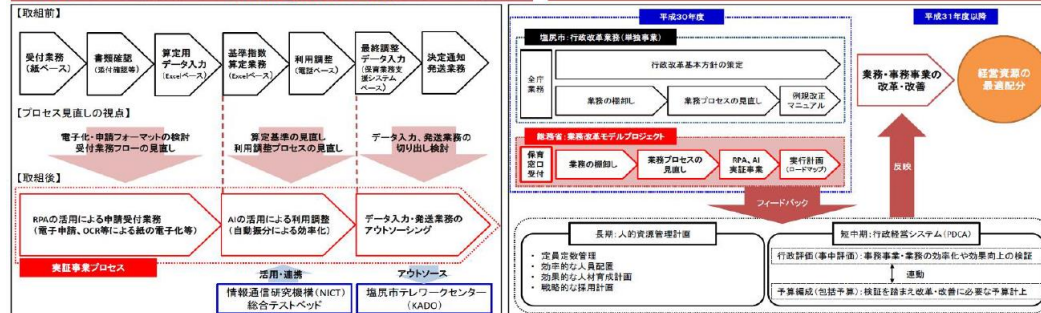 【取組前】
受付業務
(紙ベース)
書類確認
(添付確認等)
算定用
データ入力
(Excelベース)
基準指数
算定業務
(Excelベース)
利用調整
(電話ベース)
最終調整
データ入力
(保育業務支
援システム
ベース)
決定通知
発送業務
【プロセス見直しの視点】
電子化・申請フォーマットの検討
受付業務フローの見直し
算定基準の見直し
利用調整プロセスの見直し
データ入力、発送業務の
切り出し検討
【取組後】
RPAの活用による申請受付業務
(電子申請、OCR等による紙の電子化等)
AIの活用による利用調整
(自動振分による効率化)
データ入力・発送業務の
アウトソーシング
実証事業プロセス
活用・連携
アウトソース
情報通信研究機構(NICT)
総合テストベッド
塩尻市テレワークセンター
(KADO)
平成30年度
平成31年度以降
塩尻市:行政改革業務(単独事業)
全庁
業務
行政改革基本方針の策定
業務の棚卸し
業務プロセスの見直し
例規改正
マニュアル
総務省:業務改革モデルプロジェクト
保育
窓口
受付
業務の棚卸し
業務プロセスの
見直し
RPA、AI
実証事業
実行計画
(ロードマップ)
業務・事務事業の
改革・改善
経営資源の
最適配分
フィードバック
反映
長期:人的資源管理計画
・ 定員定数管理
・ 効率的な人員配置
・ 効果的な人材育成計画
・ 戦略的な採用計画
短中期:行政経営システム(PDCA)
行政評価(事中評価):事務事業・業務の効率化や効果向上の検証
連動
予算編成(包括予算):検証を踏まえ改革・改善に必要な予算計上